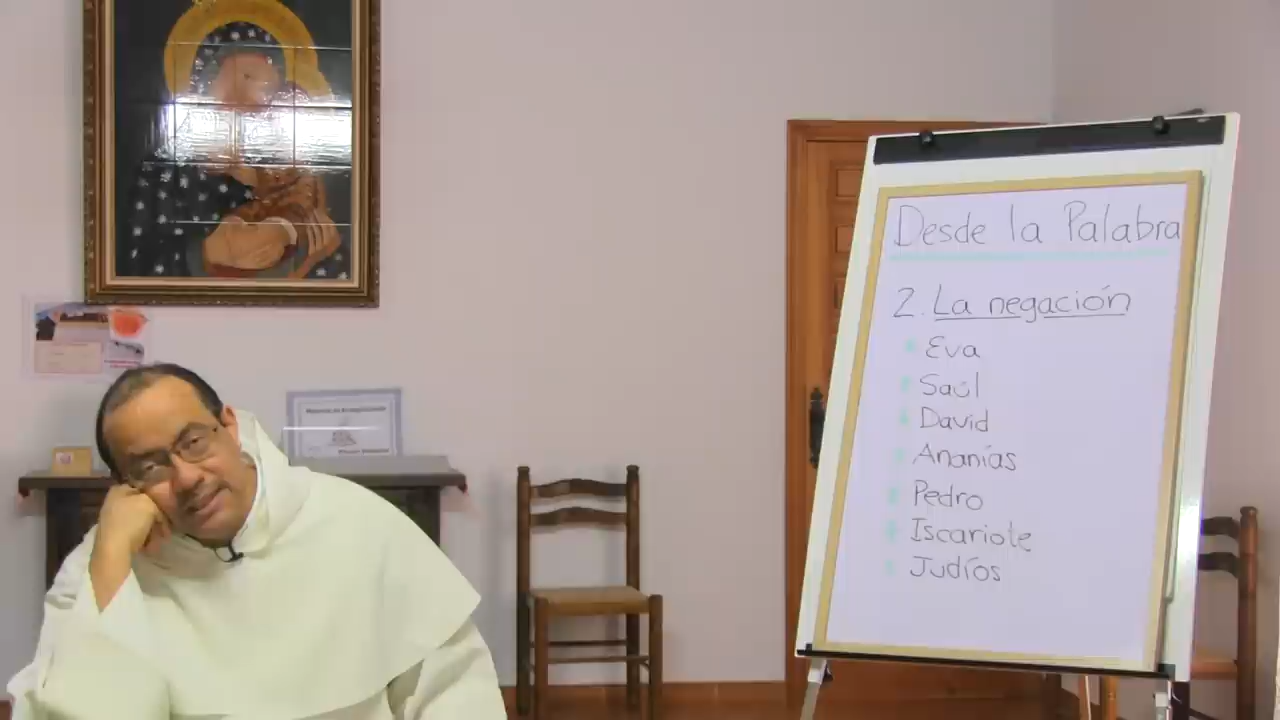 Desde la Palabra
2. La negación
Eva
Saúl
David
Ananías
Pedro
Iscariote
Judíos